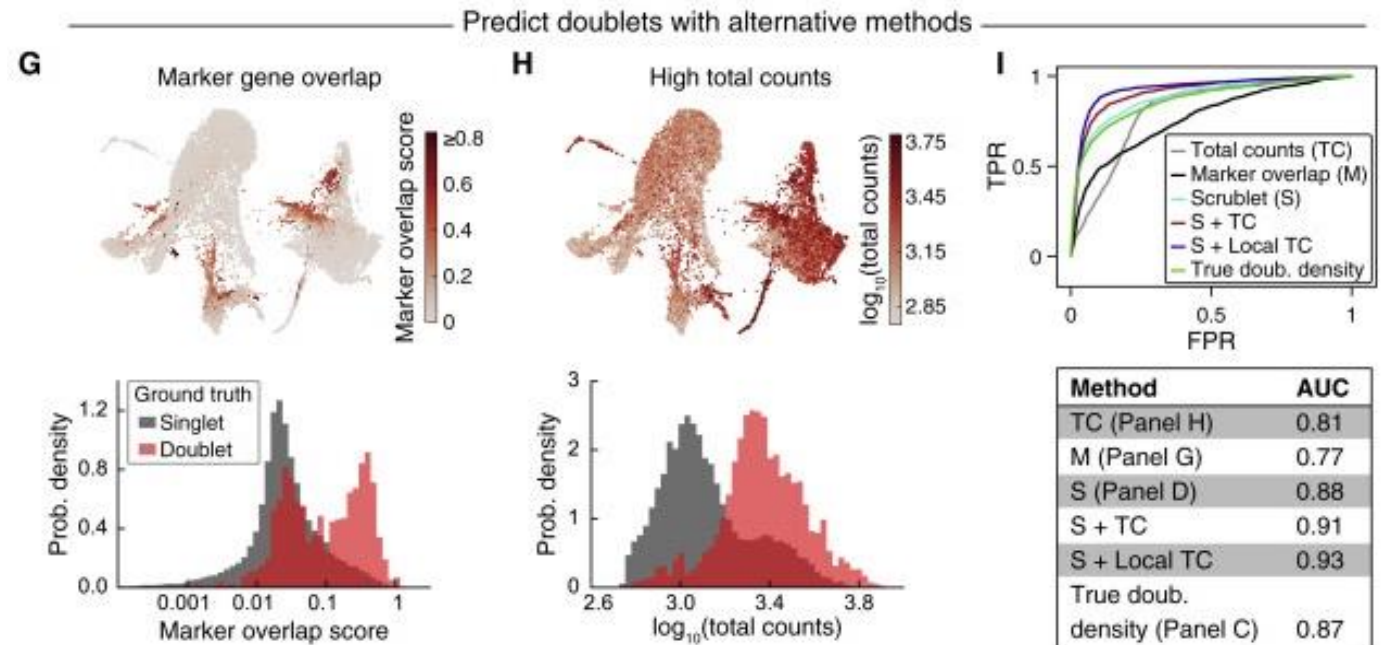 Predict doublets with alternative methods
G
Marker gene overlap
≥0.8
0.6
0.4
0.2
0
Marker overlap score
1.2
0.8
0.4
0.0
Prob. density
Ground truth
Singlet
Doublet
0.001 0.01 0.1 1
Marker overlap score
H
High total counts
3.75
3.45
3.15
2.85
log10(total counts)
3
2
1
0
Prob. density
2.6 3.0 3.4 3.8
log10(total counts)
I
1
0.5
0
TPR
Total counts (TC)
Marker overlap (M)
Scrublet (S)
S + TC
S + Local TC
True doub. density
0 0.5 1
FPR
Method AUC
TC (Panel H) 0.81
M (Panel G) 0.77
S (Panel D) 0.88
S + TC 0.91
S + Local TC 0.93
True doub.
density (Panel C) 0.87